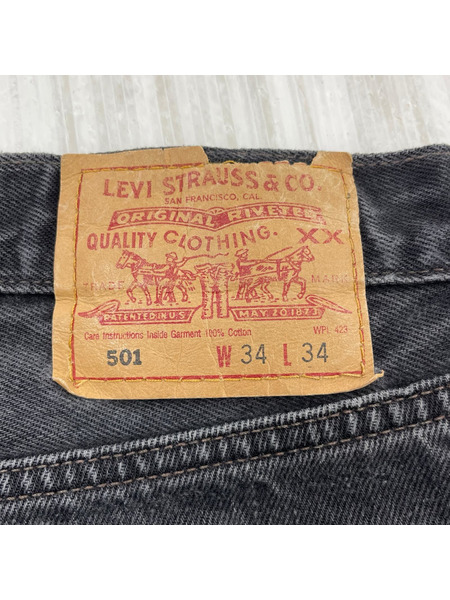 LEVI STRAUSS & CO.
SAN FRANCISCO, CAL.
ORIGINAL RIVETED
QUALITY CLOTHING. XX
TRADE MARK
PATENTED IN U.S. MAY 20 1873
Care Instructions Inside Garment 100% Cotton WPL 423
501 W 34 L 34